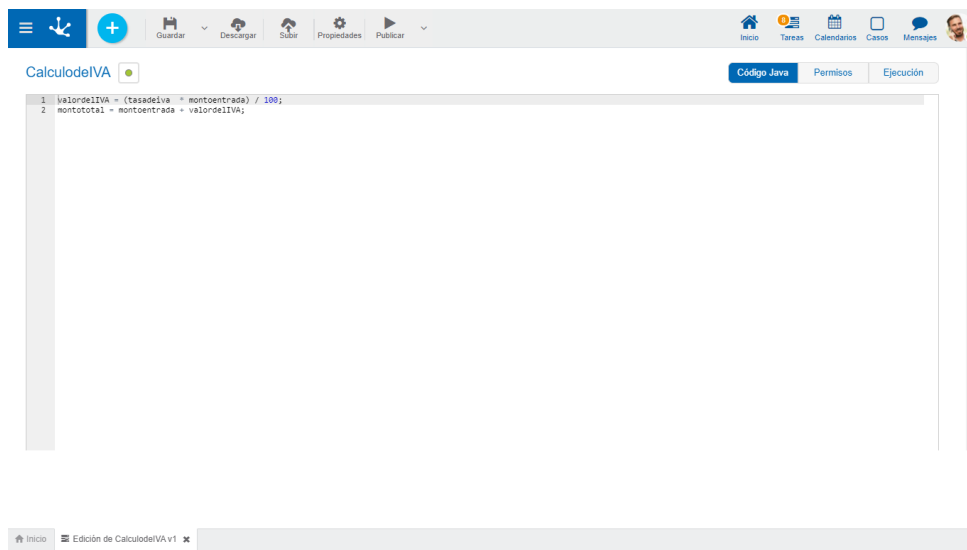 Guardar
Descargar
Subir
Propiedades
Publicar
Inicio
0
Tareas
Calendarios
Casos
Mensajes
CalculodeIVA
Código Java
Permisos
Ejecución
1 valordelIVA = (tasadeiva * montoentrada) / 100;
2 montototal = montoentrada + valordelIVA;
Inicio
Edición de CalculodeIVA v1